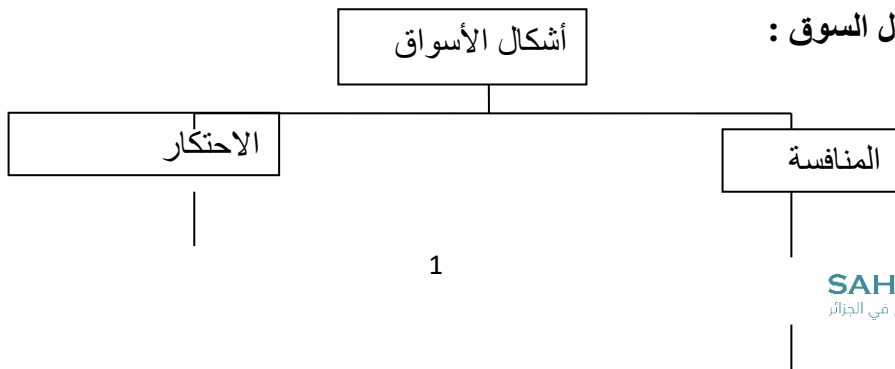 ل السوق :
أشكال الأسواق
المنافسة
الاحتكار
1
SAH
في الجزائر